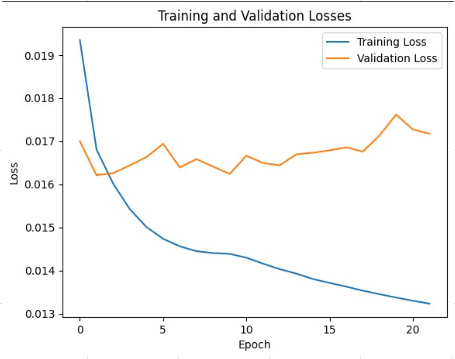 Training and Validation Losses
Training Loss
Validation Loss
0.019
0.018
0.017
0.016
0.015
0.014
0.013
Loss
0
5
10
15
20
Epoch